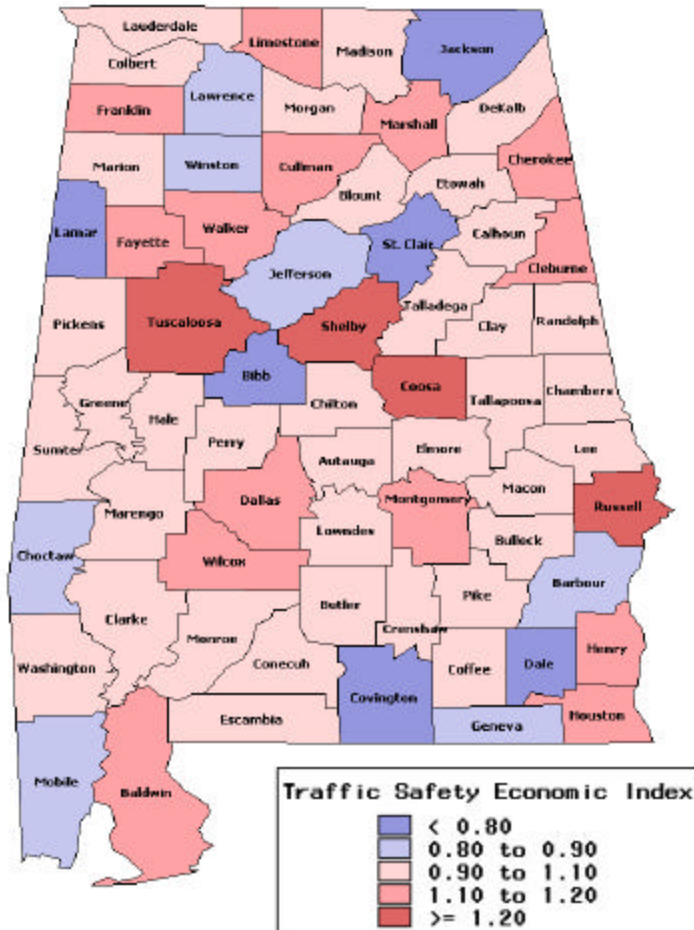 Lauderdale
Limestone
Madison
Jackson
Colbert
Lawrence
Franklin
Morgan
Marshall
DeKalb
Marion
Winston
Cullman
Cherokee
Blount
Etowah
Lamar
Fayette
Walker
St. Clair
Calhoun
Jefferson
Cleburne
Pickens
Tuscaloosa
Shelby
Talladega
Clay
Randolph
Bibb
Coosa
Greene
Hale
Chilton
Tallapoosa
Chambers
Sumter
Perry
Autauga
Elmore
Lee
Dallas
Montgomery
Macon
Russell
Marengo
Lowndes
Bulleck
Choctaw
Wilcox
Barbour
Clarke
Butler
Pike
Monroe
Crenshaw
Washington
Conecuh
Coffee
Dale
Henry
Covington
Escambia
Geneva
Houston
Mobile
Baldwin
Traffic Safety Economic Index
< 0.80
0.80 to 0.90
0.90 to 1.10
1.10 to 1.20
>= 1.20